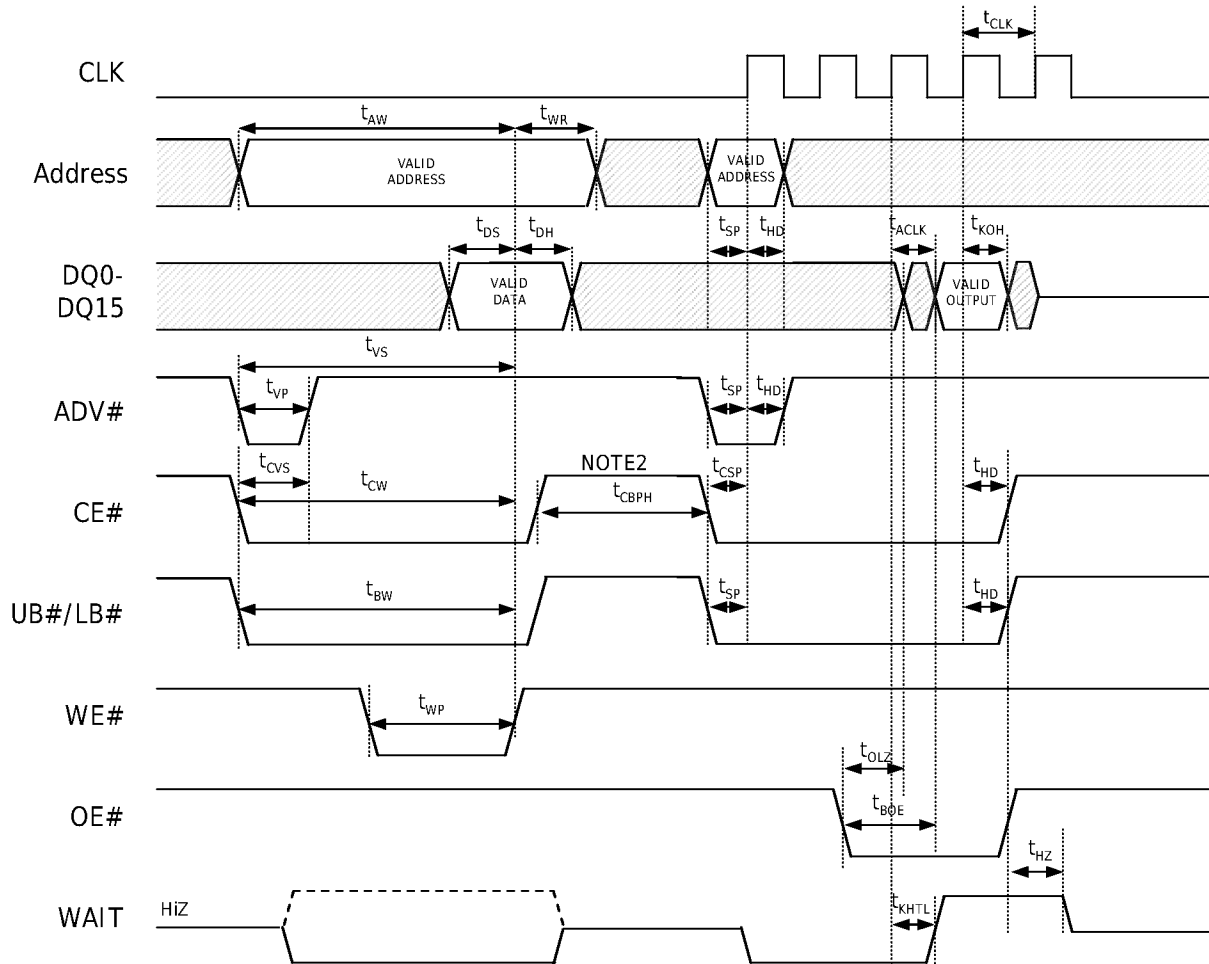 tCLK
CLK
tAW
tWR
Address
VALID
ADDRESS
VALID
ADDRESS
tDS
tDH
tSP
tHD
tACLK
tKOH
DQ0-
DQ15
VALID
DATA
VALID
OUTPUT
tVS
tVP
tSP
tHD
ADV#
tCVS
tCW
NOTE2
tCBPH
tCSP
tHD
CE#
tBW
tSP
tHD
UB#/LB#
tWP
WE#
tOLZ
tBOE
OE#
tHZ
HiZ
tKHTL
WAIT